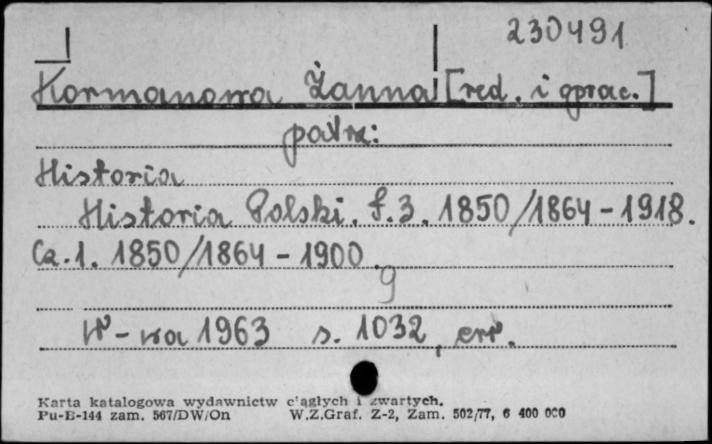 230491
Kormanowa Żanna [red. i oprac.]
patrz:
Historia
Historia Polski. T.3. 1850/1864-1918.
Cz.1. 1850/1864-1900.
g
W-wa 1963 s. 1032, err.
Karta katalogowa wydawnictw ciągłych i zwartych.
Pu-B-144 zam. 567/DW/On W.Z.Graf. Z-2, Zam. 502/77, 6 400 000